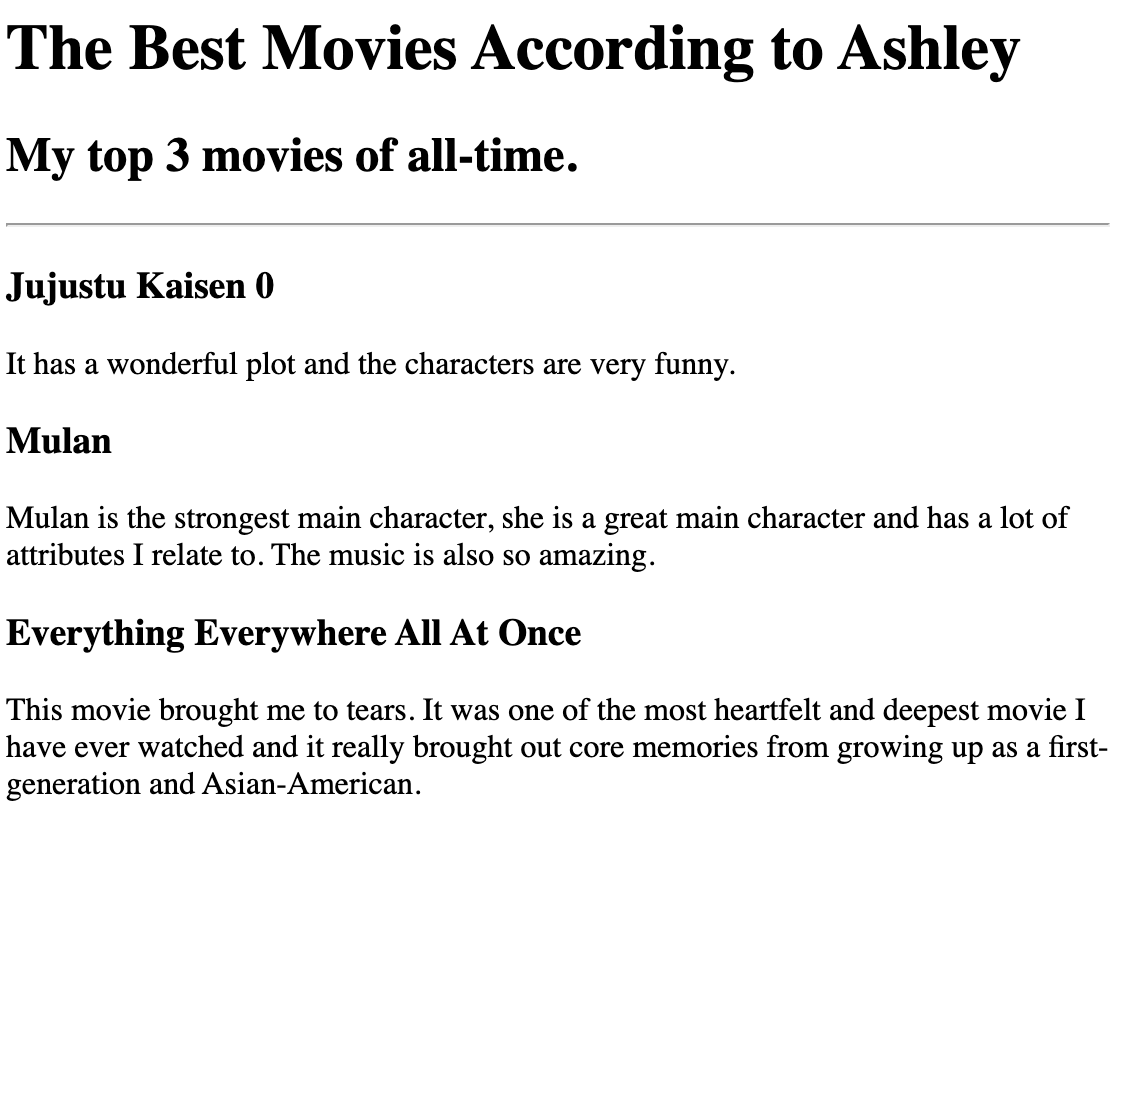 The Best Movies According to Ashley
My top 3 movies of all-time.
Jujustu Kaisen 0
It has a wonderful plot and the characters are very funny.
Mulan
Mulan is the strongest main character, she is a great main character and has a lot of
attributes I relate to. The music is also so amazing.
Everything Everywhere All At Once
This movie brought me to tears. It was one of the most heartfelt and deepest movie I
have ever watched and it really brought out core memories from growing up as a first-
generation and Asian-American.